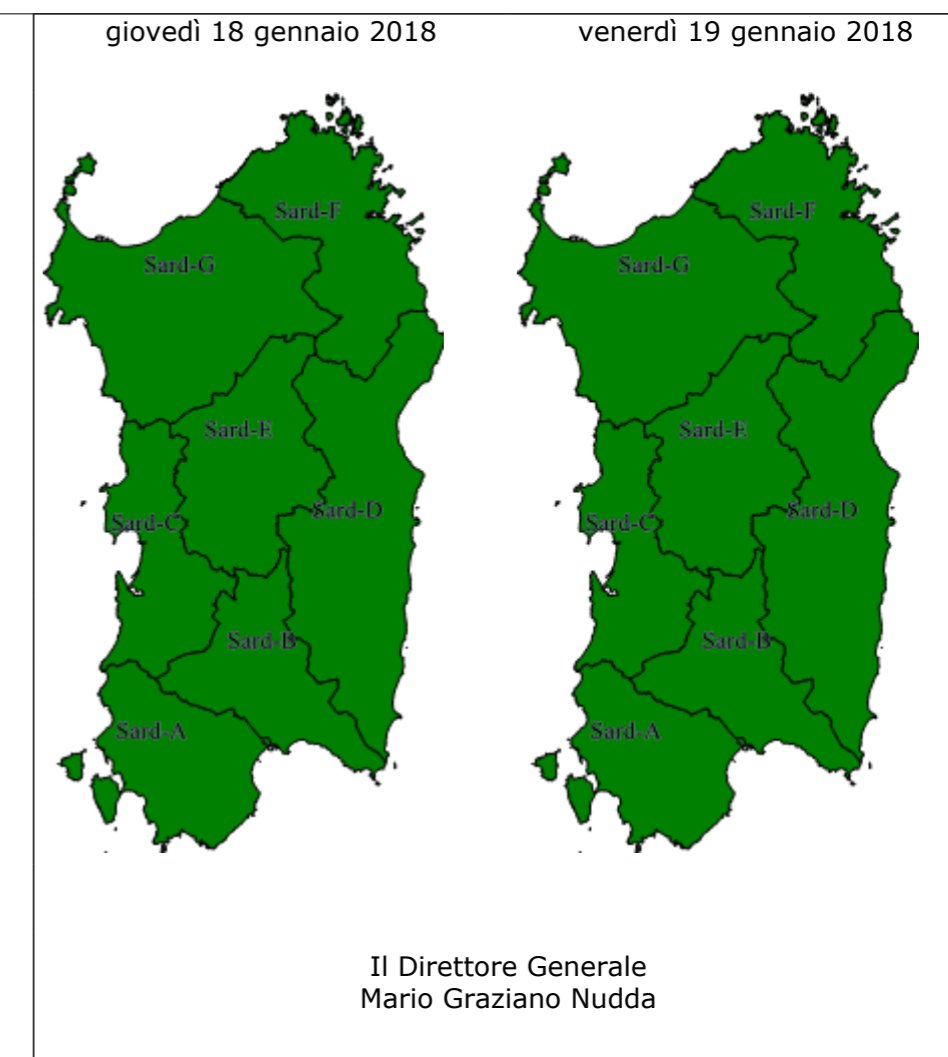 giovedì 18 gennaio 2018
venerdì 19 gennaio 2018
Sard-F
Sard-G
Sard-E
Sard-D
Sard-C
Sard-B
Sard-A
Sard-F
Sard-G
Sard-E
Sard-D
Sard-C
Sard-B
Sard-A
Il Direttore Generale
Mario Graziano Nudda